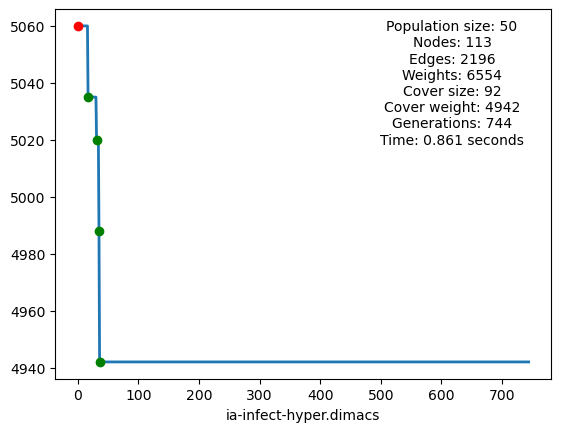 Population size: 50
Nodes: 113
Edges: 2196
Weights: 6554
Cover size: 92
Cover weight: 4942
Generations: 744
Time: 0.861 seconds
5060
5040
5020
5000
4980
4960
4940
0 100 200 300 400 500 600 700
ia-infect-hyper.dimacs